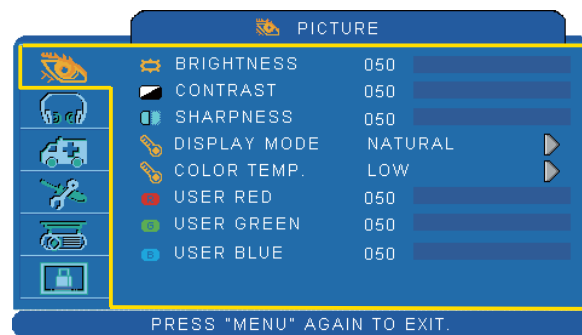 PICTURE
BRIGHTNESS 050
CONTRAST 050
SHARPNESS 050
DISPLAY MODE NATURAL
COLOR TEMP. LOW
R USER RED 050
G USER GREEN 050
B USER BLUE 050
PRESS "MENU" AGAIN TO EXIT.